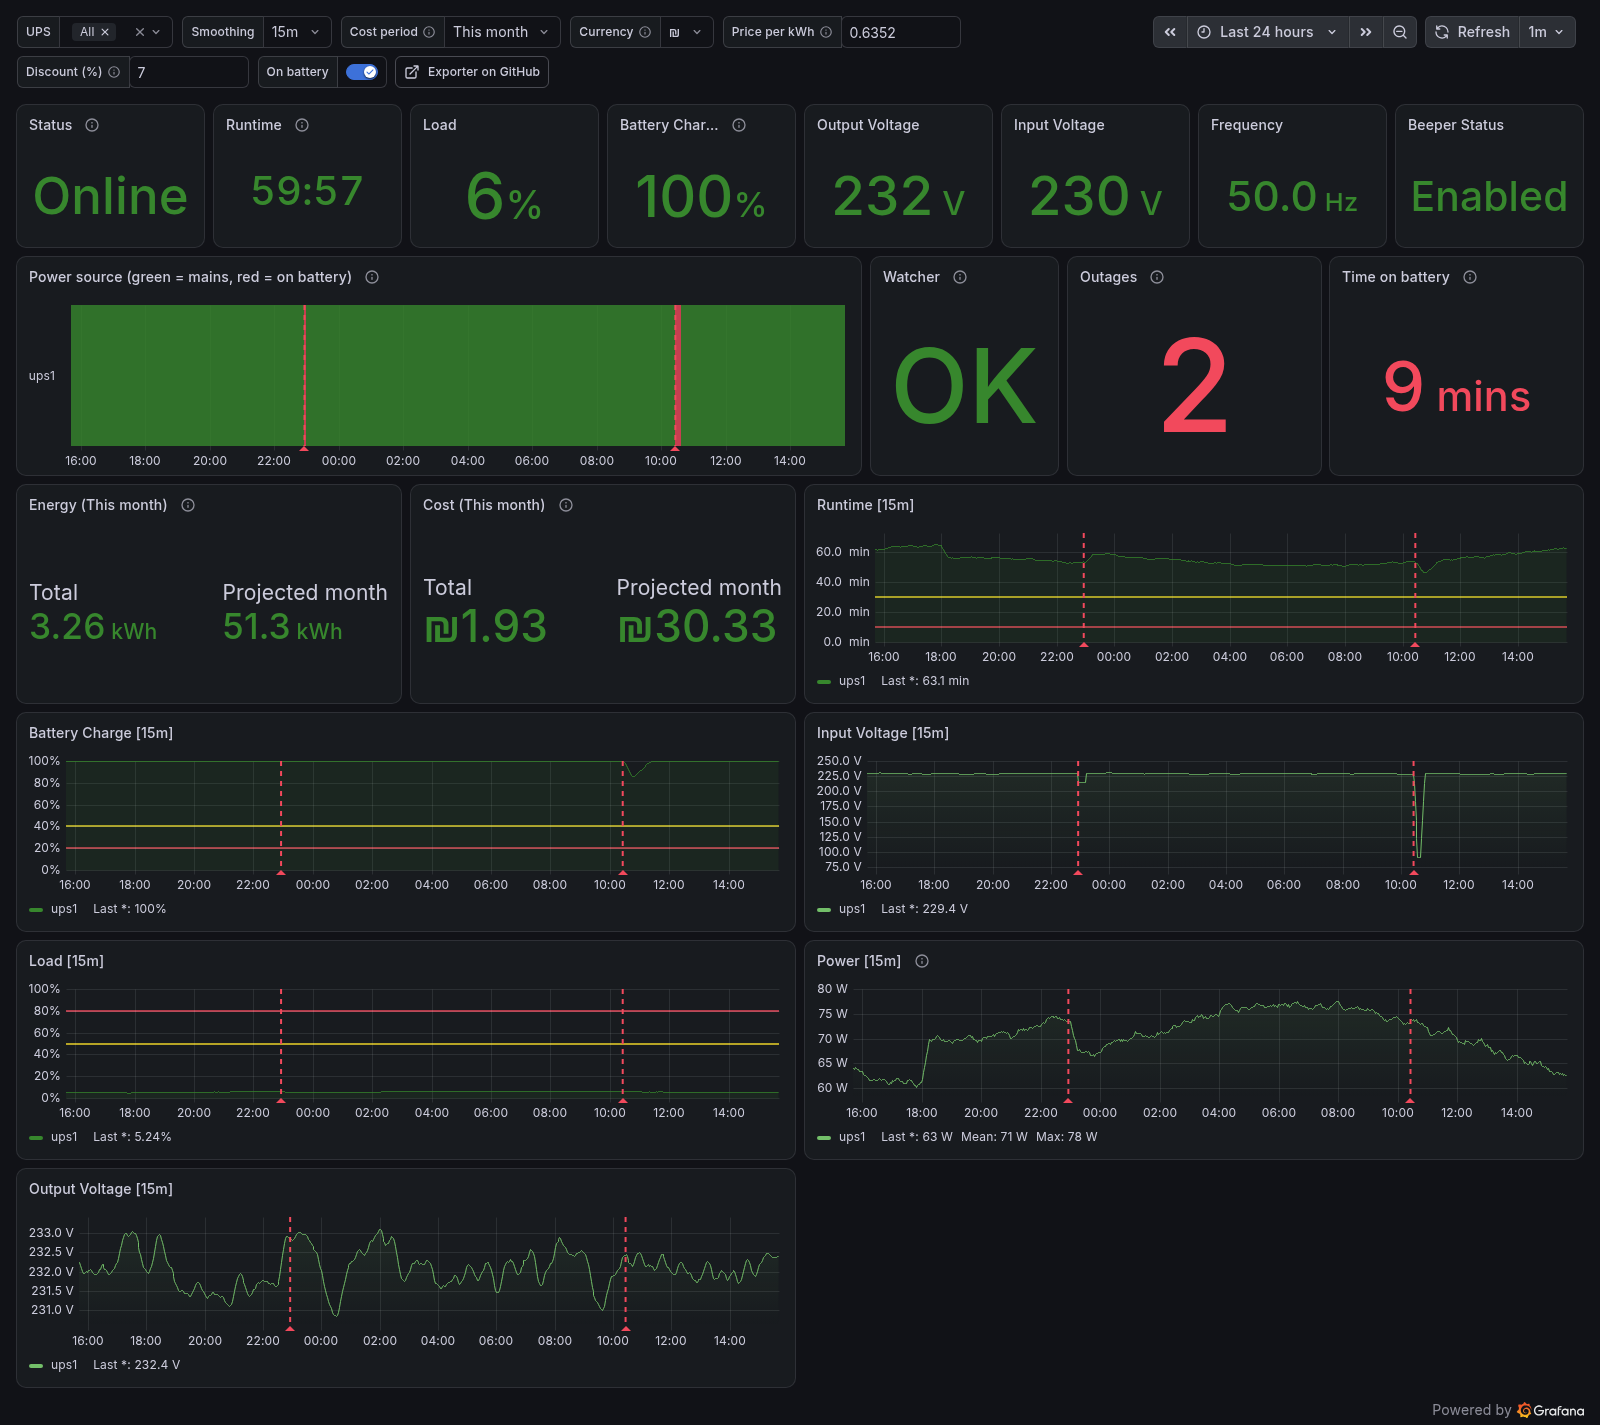 UPS All Smoothing 15m Cost period This month Currency ₪ Price per kWh 0.6352 Last 24 hours Refresh 1m
Discount (%) 7 On battery Exporter on GitHub
Status Runtime Load Battery Char... Output Voltage Input Voltage Frequency Beeper Status
Online 59:57 6% 100% 232 V 230 V 50.0 Hz Enabled
Power source (green = mains, red = on battery) Watcher Outages Time on battery
ups1 OK 2 9 mins
16:00 18:00 20:00 22:00 00:00 02:00 04:00 06:00 08:00 10:00 12:00 14:00
Energy (This month)
Total Projected month
3.26 kWh 51.3 kWh
Cost (This month)
Total Projected month
₪1.93 ₪30.33
Runtime [15m]
60.0 min
40.0 min
20.0 min
0.0 min
16:00 18:00 20:00 22:00 00:00 02:00 04:00 06:00 08:00 10:00 12:00 14:00
ups1 Last *: 63.1 min
Battery Charge [15m]
100%
80%
60%
40%
20%
0%
16:00 18:00 20:00 22:00 00:00 02:00 04:00 06:00 08:00 10:00 12:00 14:00
ups1 Last *: 100%
Input Voltage [15m]
250.0 V
225.0 V
200.0 V
175.0 V
150.0 V
125.0 V
100.0 V
75.0 V
16:00 18:00 20:00 22:00 00:00 02:00 04:00 06:00 08:00 10:00 12:00 14:00
ups1 Last *: 229.4 V
Load [15m]
100%
80%
60%
40%
20%
0%
16:00 18:00 20:00 22:00 00:00 02:00 04:00 06:00 08:00 10:00 12:00 14:00
ups1 Last *: 5.24%
Power [15m]
80 W
75 W
70 W
65 W
60 W
16:00 18:00 20:00 22:00 00:00 02:00 04:00 06:00 08:00 10:00 12:00 14:00
ups1 Last *: 63 W Mean: 71 W Max: 78 W
Output Voltage [15m]
233.0 V
232.5 V
232.0 V
231.5 V
231.0 V
16:00 18:00 20:00 22:00 00:00 02:00 04:00 06:00 08:00 10:00 12:00 14:00
ups1 Last *: 232.4 V
Powered by Grafana